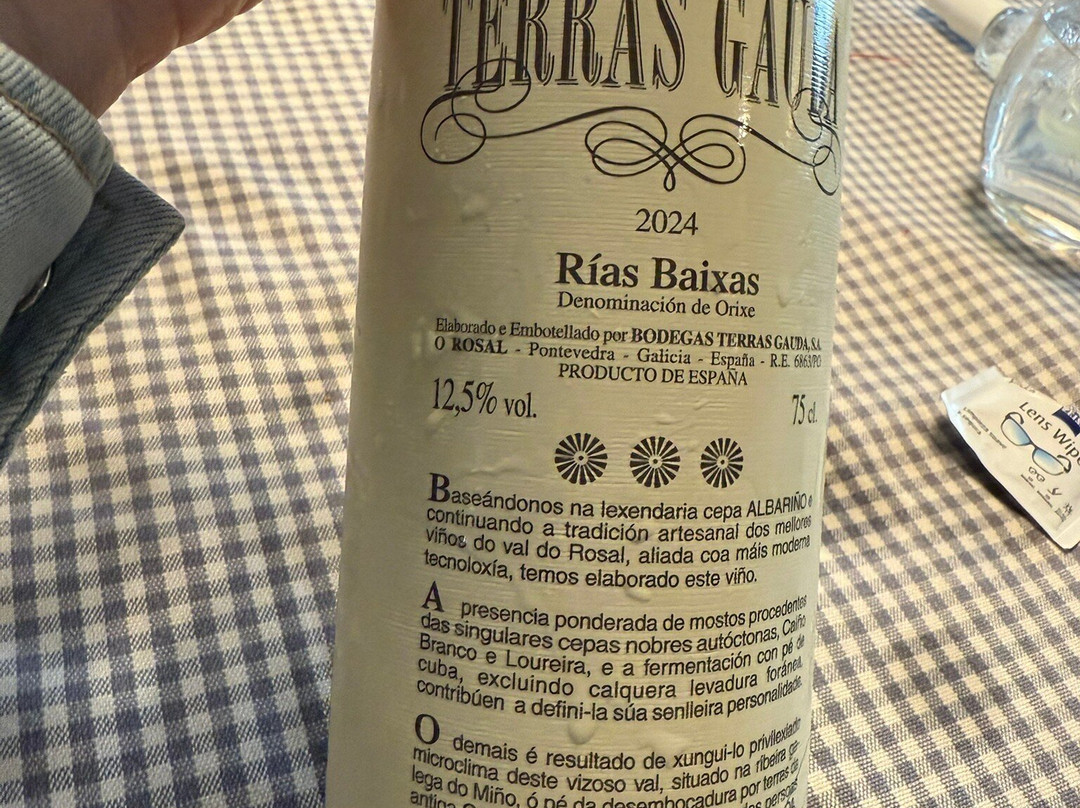 TERRAS GAUDA
2024
Rías Baixas
Denominación de Orixe
Elaborado e Embotellado por BODEGAS TERRAS GAUDA, S.A.
O ROSAL - Pontevedra - Galicia - España - R.E. 6863/PO
PRODUCTO DE ESPAÑA
12,5% vol.
75 cl.
Baseándonos na lexendaria cepa ALBARIÑO e
continuando a tradición artesanal dos mellores
viños do val do Rosal, aliada coa máis moderna
tecnoloxía, temos elaborado este viño.
A presencia ponderada de mostos procedentes
das singulares cepas nobres autóctonas, Caiño
Branco e Loureira, e a fermentación con pé de
cuba, excluindo calquera levadura foránea,
contribúen a defini-la súa senlleira personalidade.
O demais é resultado de xungui-lo privilexiado
microclima deste vizoso val, situado na ribeira ga-
lega do Miño, ó pé da desembocadura por terras da
antiga
Lens Wip